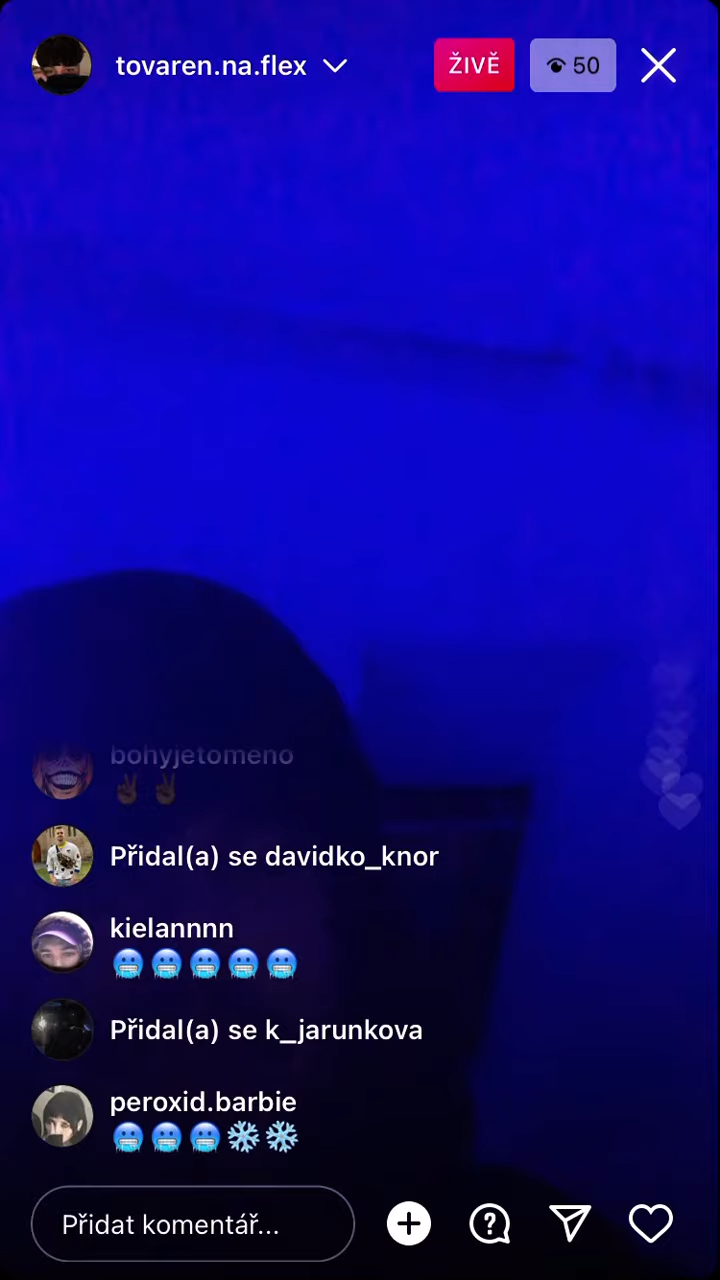 tovaren.na.flex
ŽIVĚ
50
bohyjetomeno
✌🏾 ✌🏾
Přidal(a) se davidko_knor
kielannnn
🥶🥶🥶🥶🥶
Přidal(a) se k_jarunkova
peroxid.barbie
🥶🥶🥶❄️❄️
Přidat komentář...